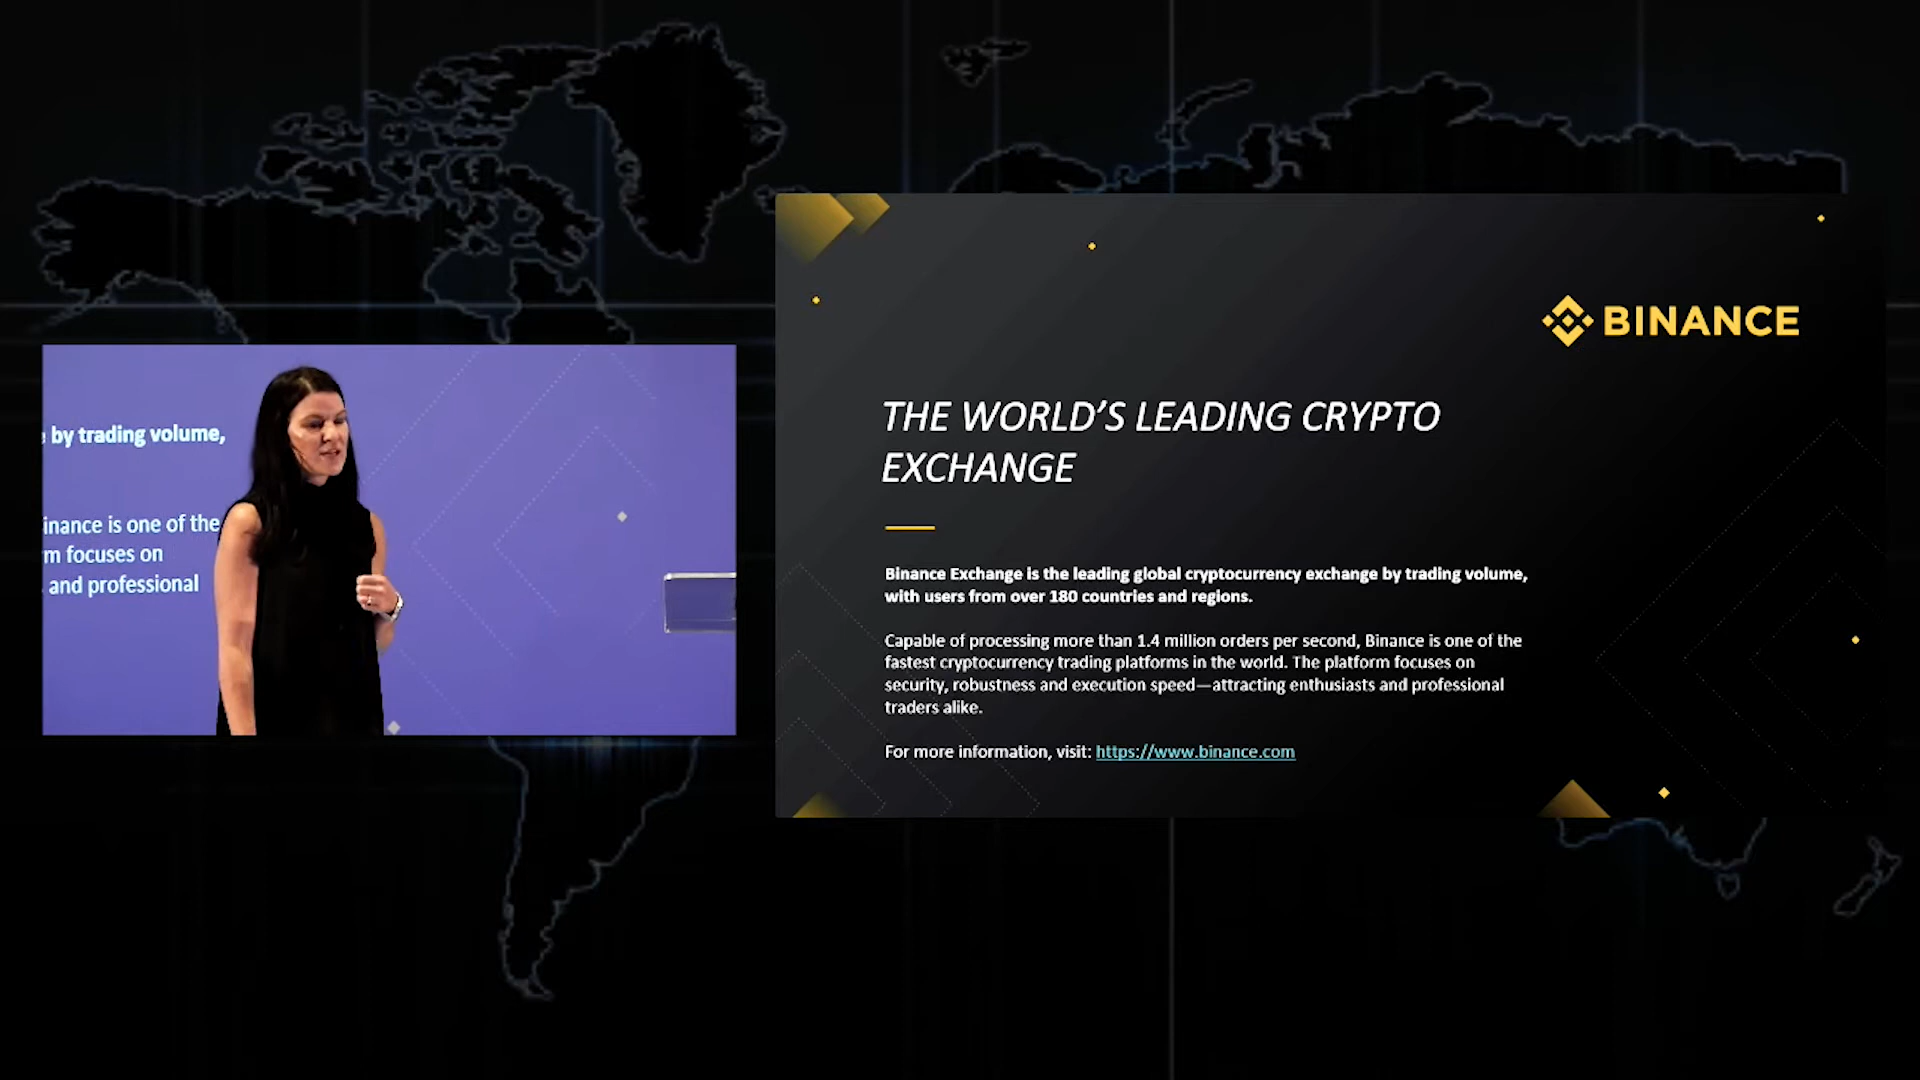 by trading volume,
inance is one of the
m focuses on
and professional
BINANCE
THE WORLD’S LEADING CRYPTO
EXCHANGE
Binance Exchange is the leading global cryptocurrency exchange by trading volume,
with users from over 180 countries and regions.
Capable of processing more than 1.4 million orders per second, Binance is one of the
fastest cryptocurrency trading platforms in the world. The platform focuses on
security, robustness and execution speed—attracting enthusiasts and professional
traders alike.
For more information, visit: https://www.binance.com